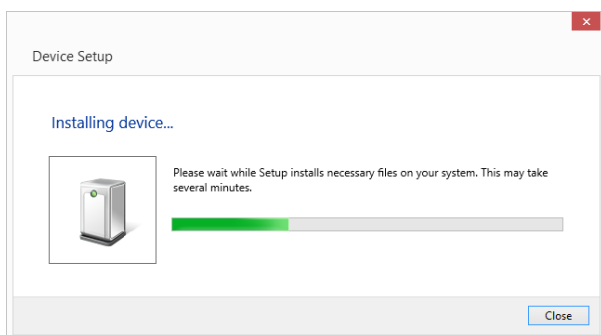 Device Setup
Installing device...
Please wait while Setup installs necessary files on your system. This may take
several minutes.
Close